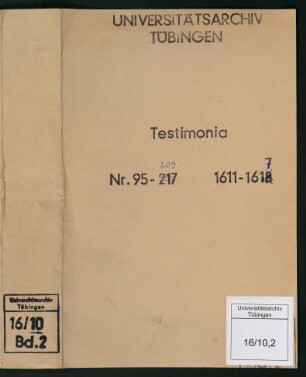 UNIVERSITÄTSARCHIV
TÜBINGEN
Testimonia
209
Nr. 95-217 1611-1618
7
Universitätsarchiv
Tübingen
16/10
Bd.2
Universitätsarchiv
Tübingen
16/10,2